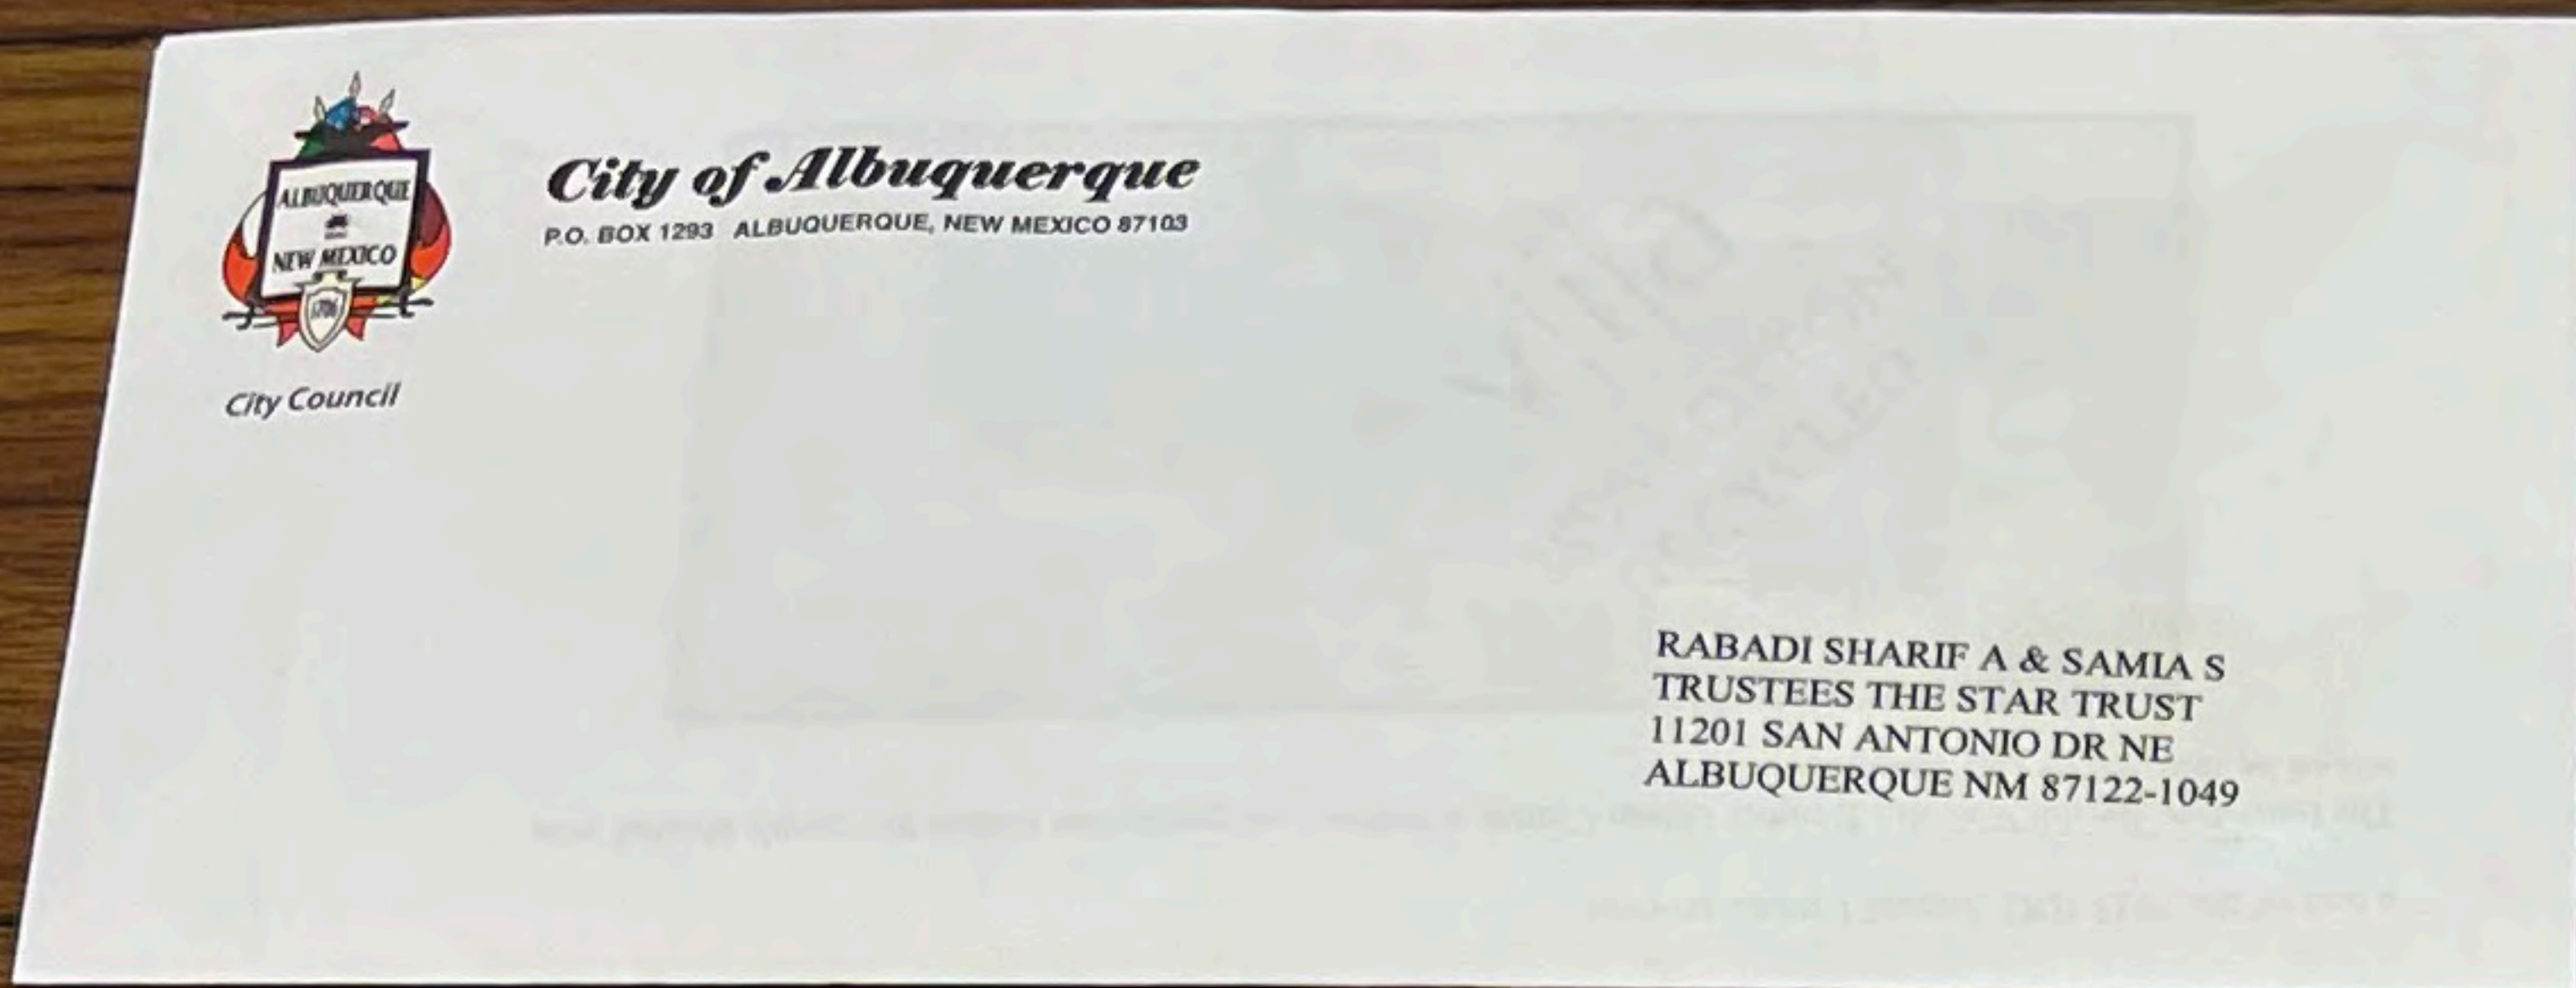 ALBUQUERQUE
NEW MEXICO
1706
City Council
City of Albuquerque
P.O. BOX 1293 ALBUQUERQUE, NEW MEXICO 87103
RABADI SHARIF A & SAMIA S
TRUSTEES THE STAR TRUST
11201 SAN ANTONIO DR NE
ALBUQUERQUE NM 87122-1049